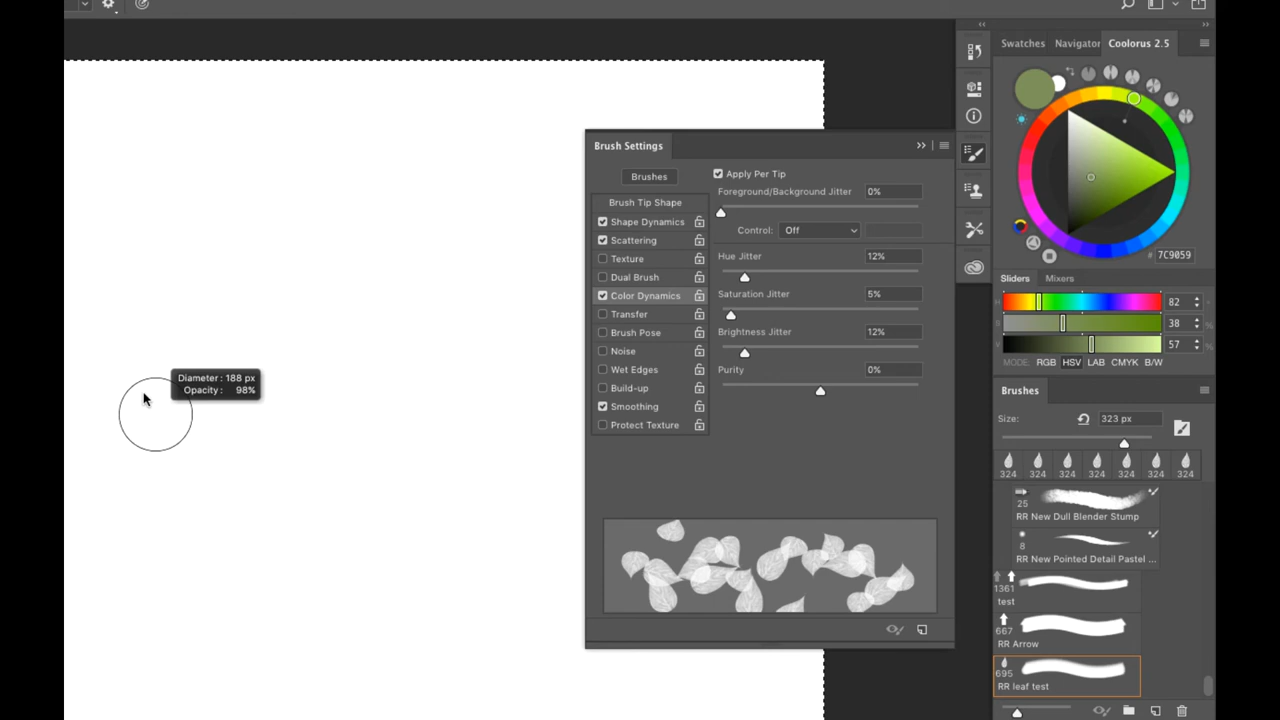 Swatches Navigator Coolorus 2.5
Brush Settings
Brushes
Apply Per Tip
Brush Tip Shape
Foreground/Background Jitter 0%
Shape Dynamics
Scattering
Control: Off
Texture
Hue Jitter 12%
Dual Brush
Color Dynamics
Saturation Jitter 5%
Transfer
Brush Pose
Brightness Jitter 12%
Noise
Wet Edges
Purity 0%
Build-up
Smoothing
Protect Texture
Diameter: 188 px
Opacity: 98%
# 7C9059
Sliders Mixers
H 82 °
S 38 %
V 57 %
MODE: RGB HSV LAB CMYK B/W
Brushes
Size: 323 px
324 324 324 324 324 324 324
25
RR New Dull Blender Stump
8
RR New Pointed Detail Pastel ...
1361
test
667
RR Arrow
695
RR leaf test